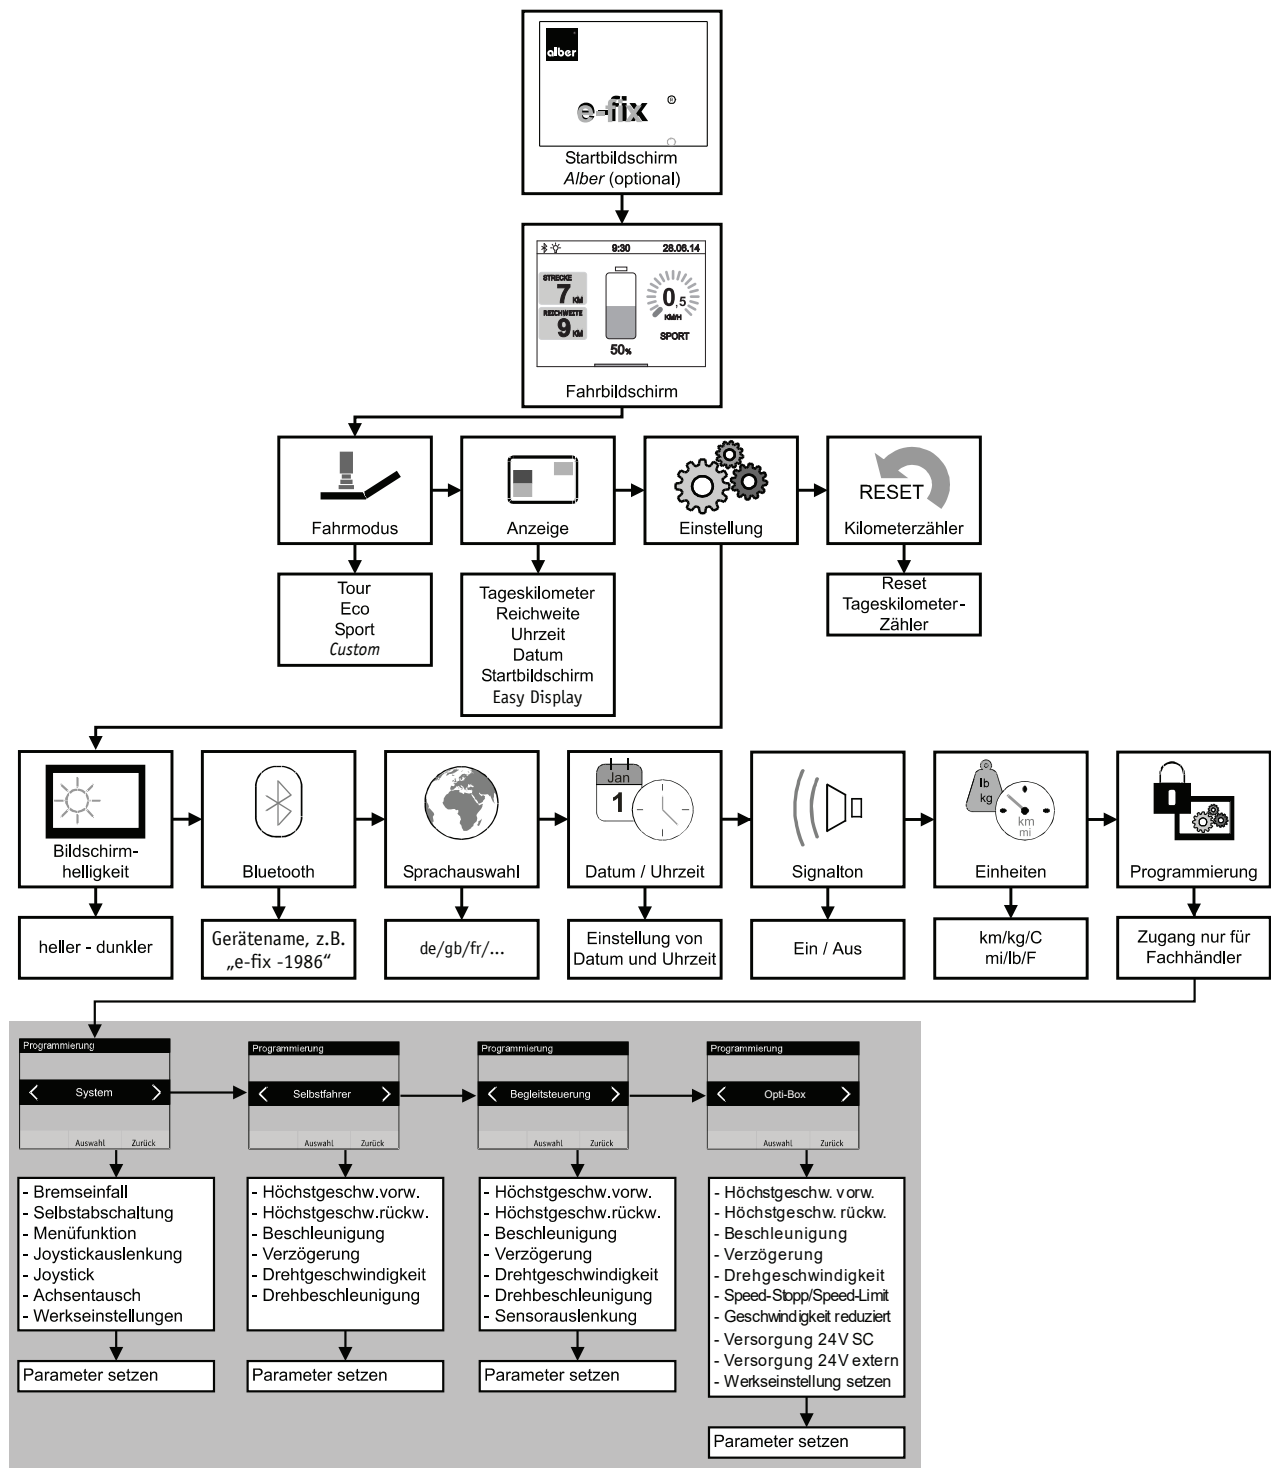 alber
e-fix
Startbildschirm
Alber (optional)
9:30
28.06.14
STRECKE
7 KM
REICHWEITE
9 KM
50%
0,5
KM/H
SPORT
Fahrbildschirm
Fahrmodus
Anzeige
Einstellung
RESET
Kilometerzähler
Tour
Eco
Sport
Custom
Tageskilometer
Reichweite
Uhrzeit
Datum
Startbildschirm
Easy Display
Reset
Tageskilometer-
Zähler
Bildschirm-
helligkeit
Bluetooth
Sprachauswahl
Jan
1
Datum / Uhrzeit
Signalton
lb
kg
km
mi
Einheiten
Programmierung
heller - dunkler
Gerätename, z.B.
„e-fix -1986“
de/gb/fr/...
Einstellung von
Datum und Uhrzeit
Ein / Aus
km/kg/C
mi/lb/F
Zugang nur für
Fachhändler
Programmierung
System
Auswahl Zurück
Programmierung
Selbstfahrer
Auswahl Zurück
Programmierung
Begleitsteuerung
Auswahl Zurück
Programmierung
Opti-Box
Auswahl Zurück
- Bremseinfall
- Selbstabschaltung
- Menüfunktion
- Joystickauslenkung
- Joystick
- Achsentausch
- Werkseinstellungen
Parameter setzen
- Höchstgeschw.vorw.
- Höchstgeschw.rückw.
- Beschleunigung
- Verzögerung
- Drehtgeschwindigkeit
- Drehbeschleunigung
Parameter setzen
- Höchstgeschw.vorw.
- Höchstgeschw.rückw.
- Beschleunigung
- Verzögerung
- Drehtgeschwindigkeit
- Drehbeschleunigung
- Sensorauslenkung
Parameter setzen
- Höchstgeschw. vorw.
- Höchstgeschw. rückw.
- Beschleunigung
- Verzögerung
- Drehgeschwindigkeit
- Speed-Stopp/Speed-Limit
- Geschwindigkeit reduziert
- Versorgung 24V SC
- Versorgung 24V extern
- Werkseinstellung setzen
Parameter setzen